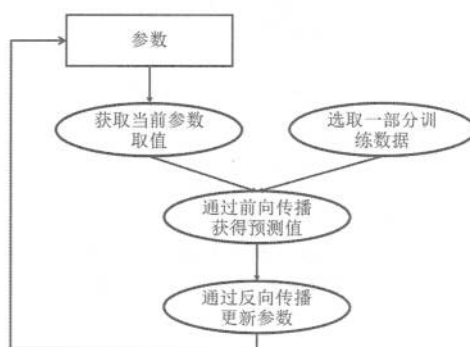 参数
获取当前参数
取值
选取一部分训
练数据
通过前向传播
获得预测值
通过反向传播
更新参数